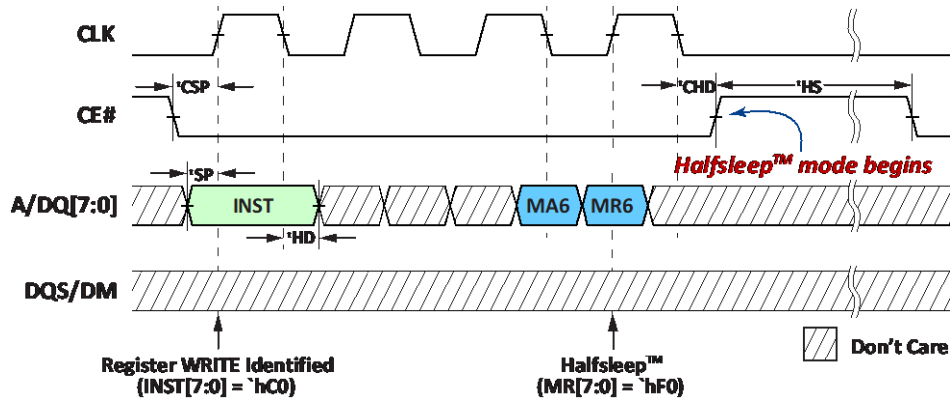 CLK
tCSP
tCHD
tHS
CE#
Halfsleep™ mode begins
tSP
A/DQ[7:0]
INST
MA6
MR6
tHD
DQS/DM
Register WRITE Identified
(INST[7:0] = `hC0)
Halfsleep™
(MR[7:0] = `hF0)
Don't Care